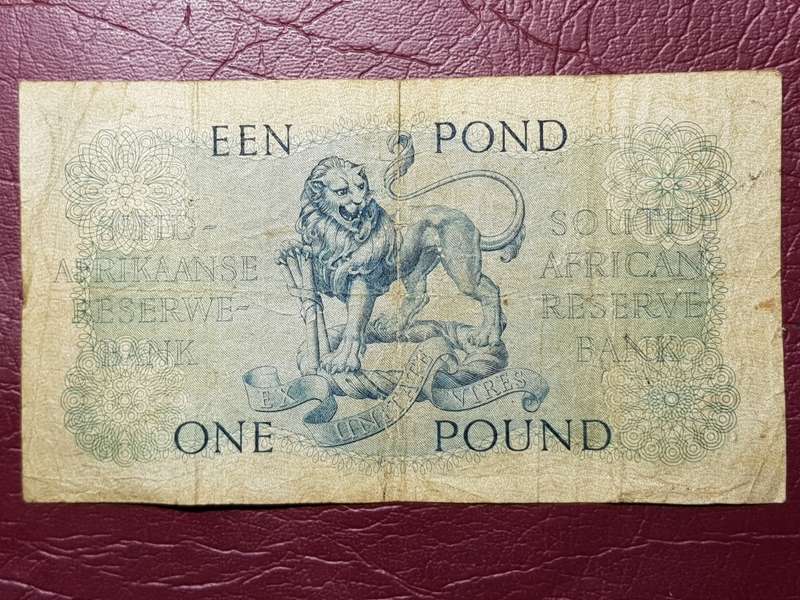 EEN POND
SUID-
AFRIKAANSE
RESERWE-
BANK
SOUTH
AFRICAN
RESERVE
BANK
EX UNITATE VIRES
ONE POUND